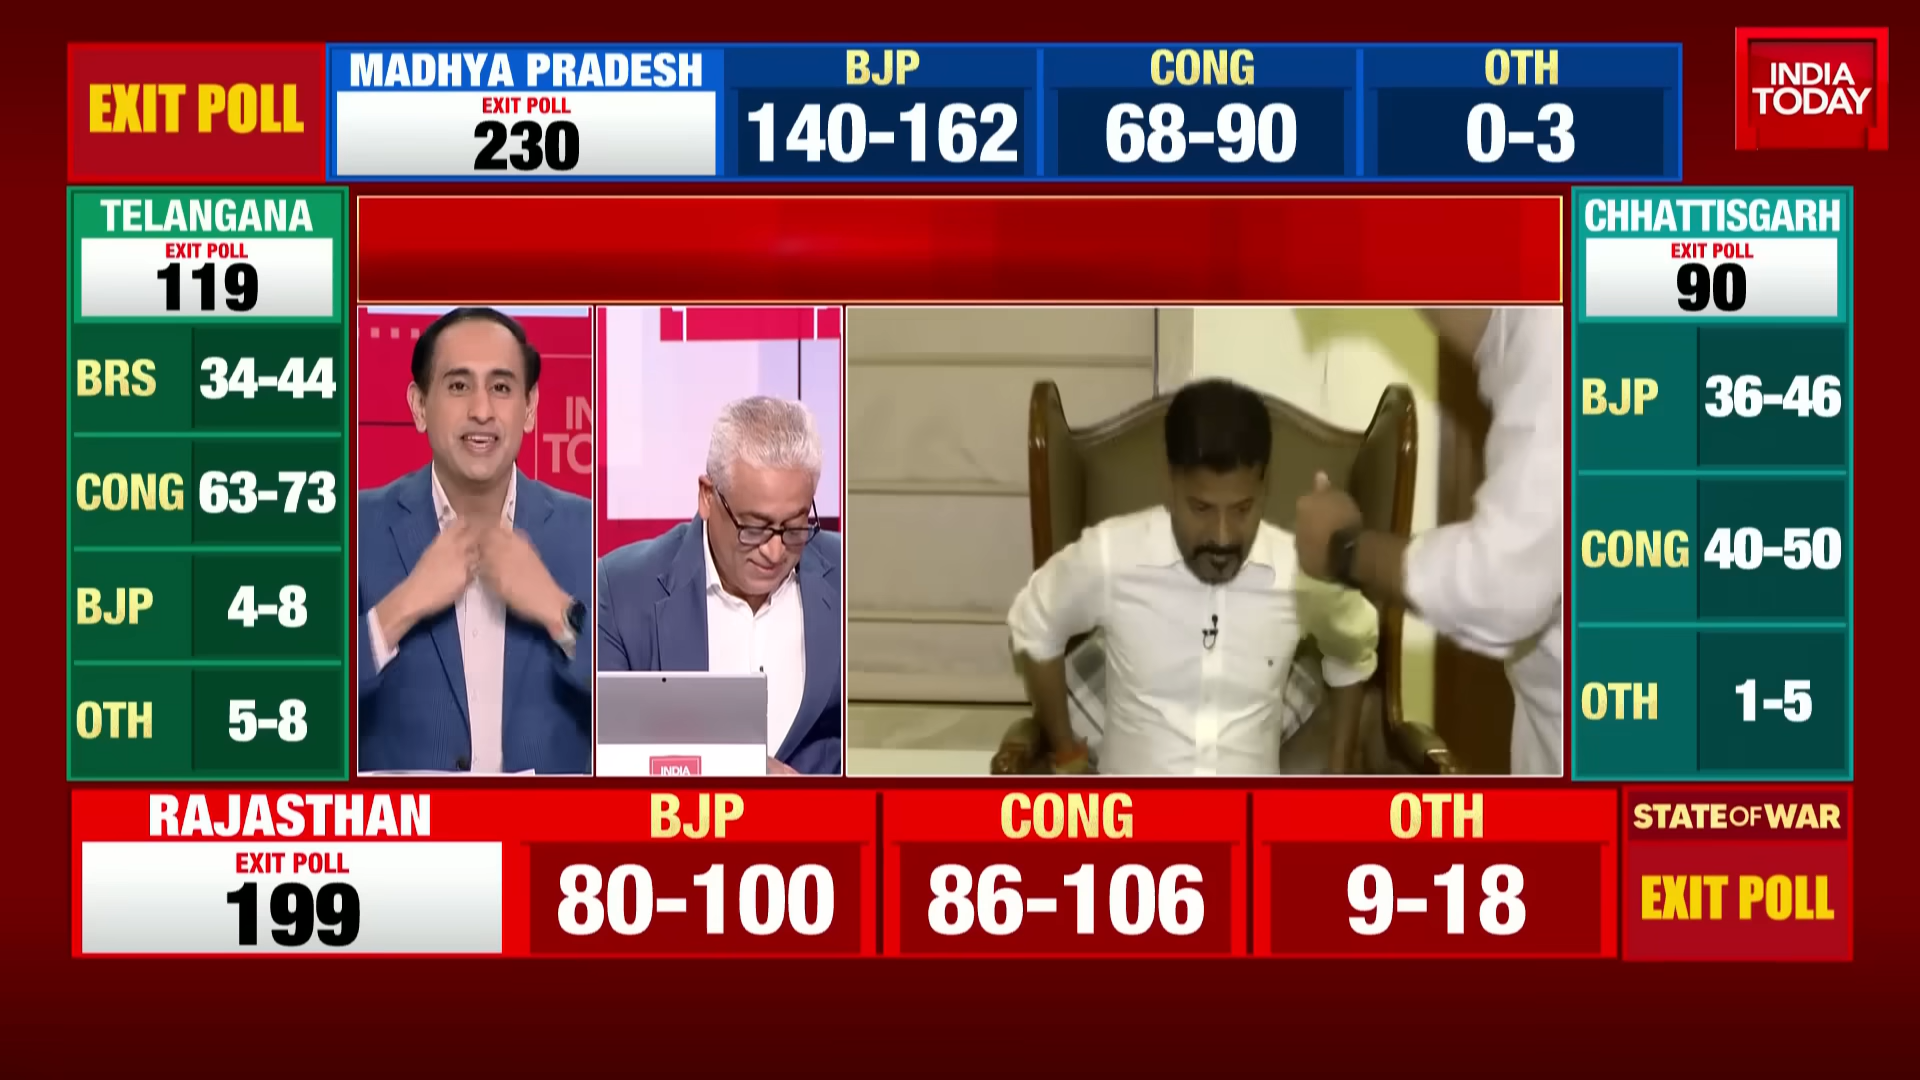 EXIT POLL
MADHYA PRADESH
EXIT POLL
230
BJP
140-162
CONG
68-90
OTH
0-3
INDIA
TODAY
TELANGANA
EXIT POLL
119
BRS 34-44
CONG 63-73
BJP 4-8
OTH 5-8
IN
TO
INDIA
CHHATTISGARH
EXIT POLL
90
BJP 36-46
CONG 40-50
OTH 1-5
RAJASTHAN
EXIT POLL
199
BJP
80-100
CONG
86-106
OTH
9-18
STATE OF WAR
EXIT POLL